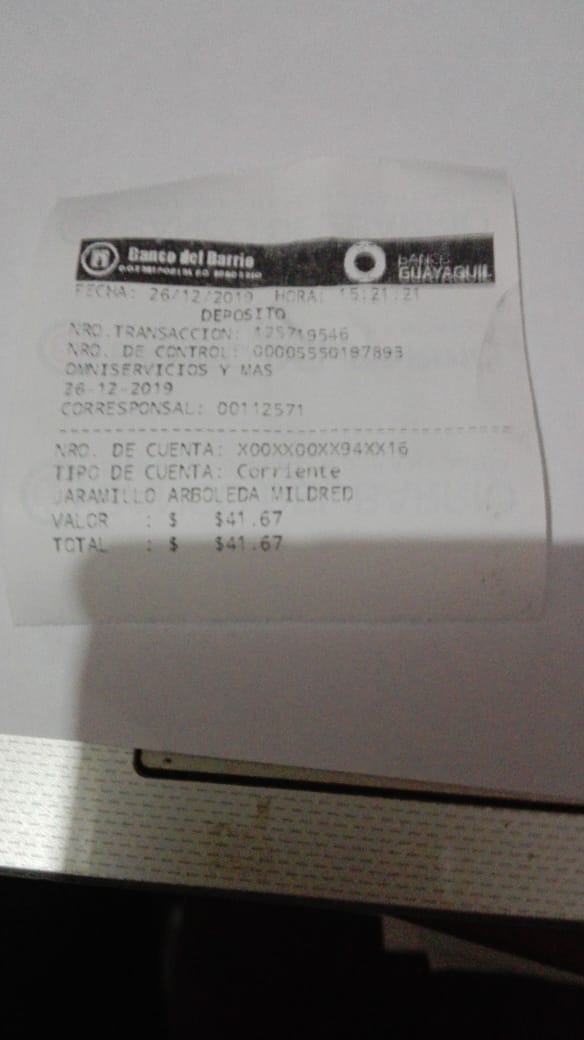 Banco del Barrio
BANCO
GUAYAQUIL
FECHA: 26/12/2019 HORA: 15:21:21
DEPOSITO
NRO.TRANSACCION: 125719546
NRO. DE CONTROL: 00005550197893
OMNISERVICIOS Y MAS
26-12-2019
CORRESPONSAL: 00112571
NRO. DE CUENTA: X00XX00XX94XX16
TIPO DE CUENTA: Corriente
JARAMILLO ARBOLEDA MILDRED
VALOR : $ $41.67
TOTAL : $ $41.67